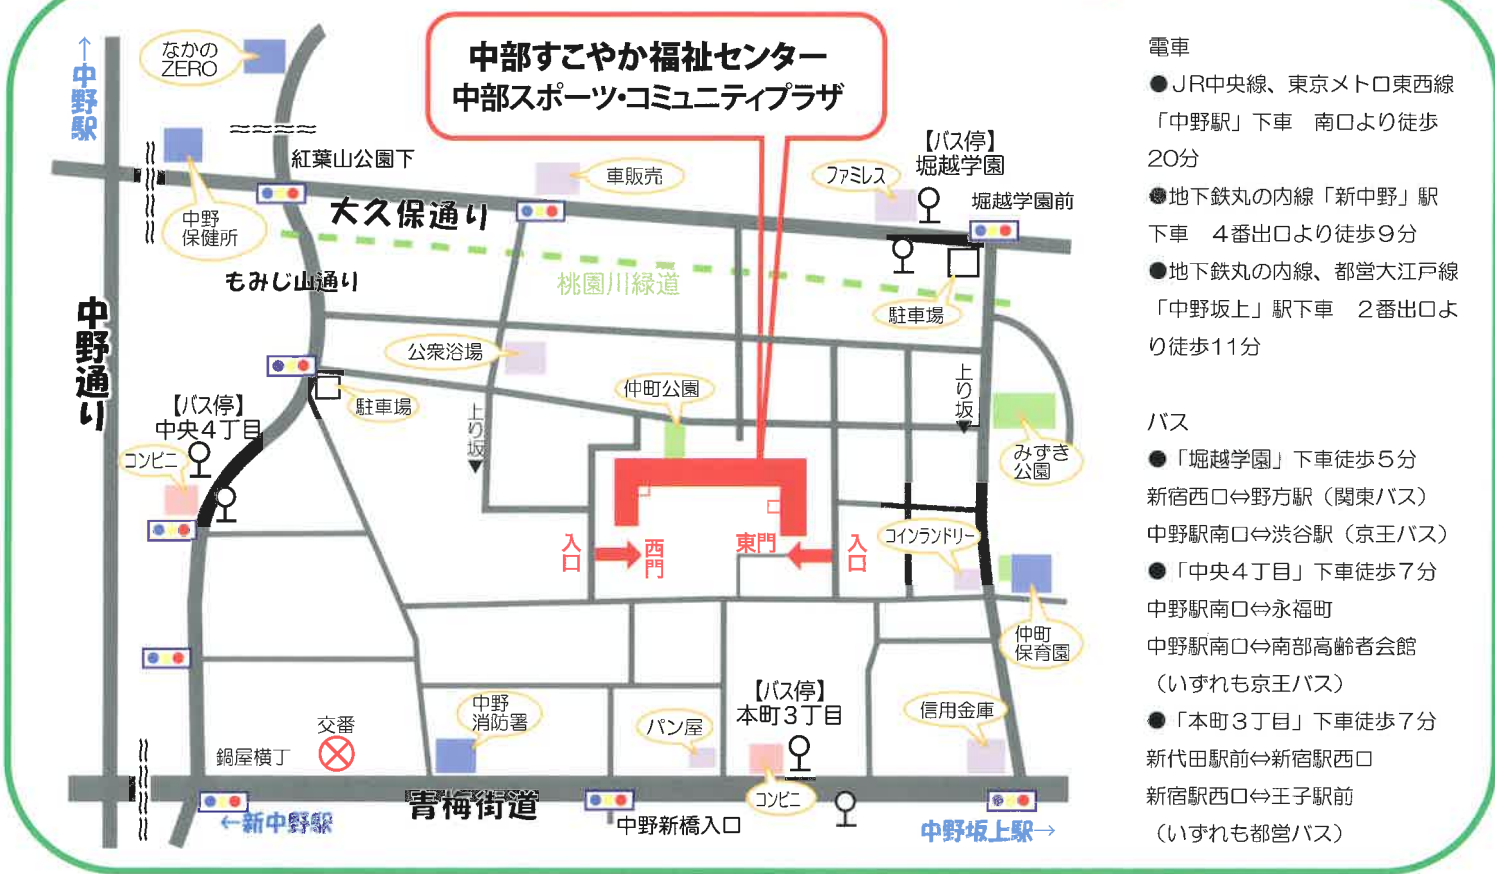 ↑中野駅
なかの
ZERO
中部すこやか福祉センター
中部スポーツ・コミュニティプラザ
紅葉山公園下
車販売
ファミレス
【バス停】
堀越学園
堀越学園前
中野
保健所
大久保通り
もみじ山通り
桃園川緑道
駐車場
中野通り
公衆浴場
駐車場
仲町公園
上り坂
上り坂
みずき
公園
【バス停】
中央4丁目
コンビニ
入口
西門
東門
入口
コインランドリー
仲町
保育園
中野
消防署
パン屋
【バス停】
本町3丁目
信用金庫
交番
鍋屋横丁
コンビニ
青梅街道
←新中野駅
中野新橋入口
中野坂上駅→
電車
●JR中央線、東京メトロ東西線
「中野駅」下車　南口より徒歩
20分
●地下鉄丸の内線「新中野」駅
下車　4番出口より徒歩9分
●地下鉄丸の内線、都営大江戸線
「中野坂上」駅下車　2番出口よ
り徒歩11分
バス
●「堀越学園」下車徒歩5分
新宿西口⇔野方駅（関東バス）
中野駅南口⇔渋谷駅（京王バス）
●「中央4丁目」下車徒歩7分
中野駅南口⇔永福町
中野駅南口⇔南部高齢者会館
（いずれも京王バス）
●「本町3丁目」下車徒歩7分
新代田駅前⇔新宿駅西口
新宿駅西口⇔王子駅前
（いずれも都営バス）